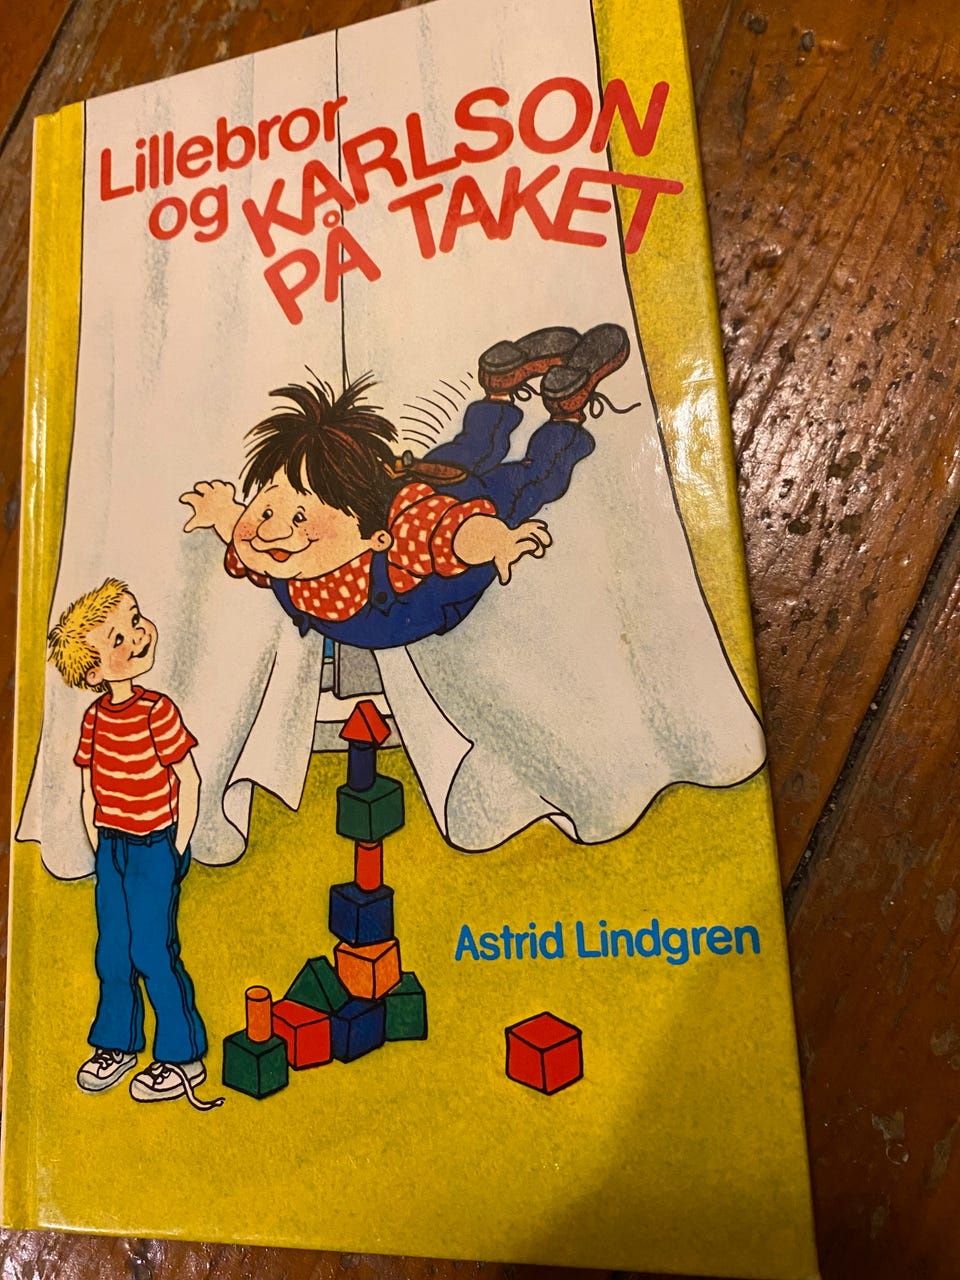 Lillebror
og KARLSON
PÅ TAKET
Astrid Lindgren